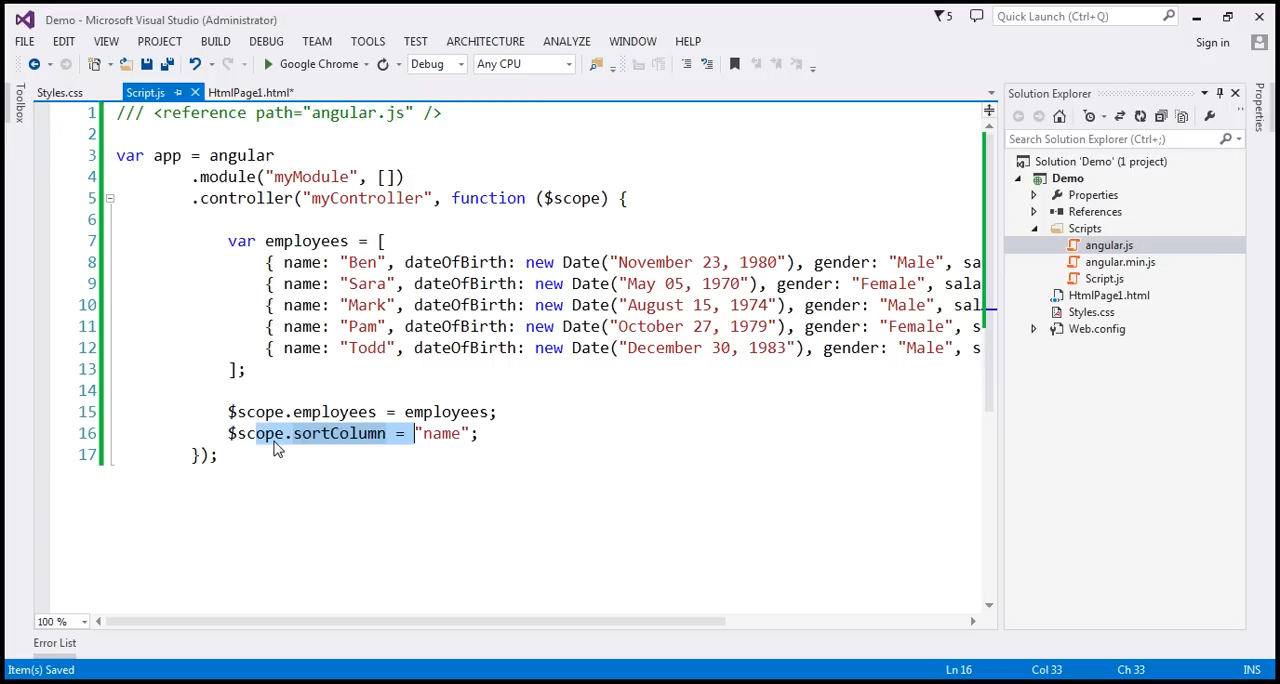 Demo - Microsoft Visual Studio (Administrator)
5
Quick Launch (Ctrl+Q)
FILE EDIT VIEW PROJECT BUILD DEBUG TEAM TOOLS TEST ARCHITECTURE ANALYZE WINDOW HELP
Sign in
Google Chrome Debug Any CPU
Toolbox
Styles.css Script.js HtmlPage1.html*
1 /// <reference path="angular.js" />
2
3 var app = angular
4 .module("myModule", [])
5 .controller("myController", function ($scope) {
6
7 var employees = [
8 { name: "Ben", dateOfBirth: new Date("November 23, 1980"), gender: "Male", sa
9 { name: "Sara", dateOfBirth: new Date("May 05, 1970"), gender: "Female", sala
10 { name: "Mark", dateOfBirth: new Date("August 15, 1974"), gender: "Male", sal
11 { name: "Pam", dateOfBirth: new Date("October 27, 1979"), gender: "Female", s
12 { name: "Todd", dateOfBirth: new Date("December 30, 1983"), gender: "Male", s
13 ];
14
15 $scope.employees = employees;
16 $scope.sortColumn = "name";
17 });
100 %
Error List
Solution Explorer
Search Solution Explorer (Ctrl+;)
Solution 'Demo' (1 project)
Demo
Properties
References
Scripts
angular.js
angular.min.js
Script.js
HtmlPage1.html
Styles.css
Web.config
Properties
Item(s) Saved Ln 16 Col 33 Ch 33 INS